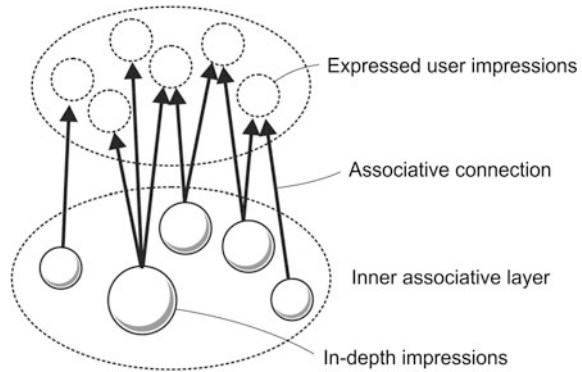 Expressed user impressions
Associative connection
Inner associative layer
In-depth impressions